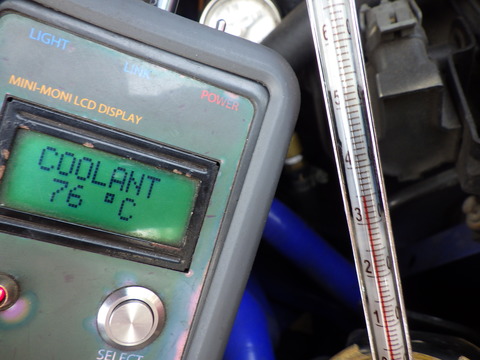 LIGHT
LINK
POWER
MINI-MONI LCD DISPLAY
COOLANT
76 °C
SELECT
6
5
4
3
2
1